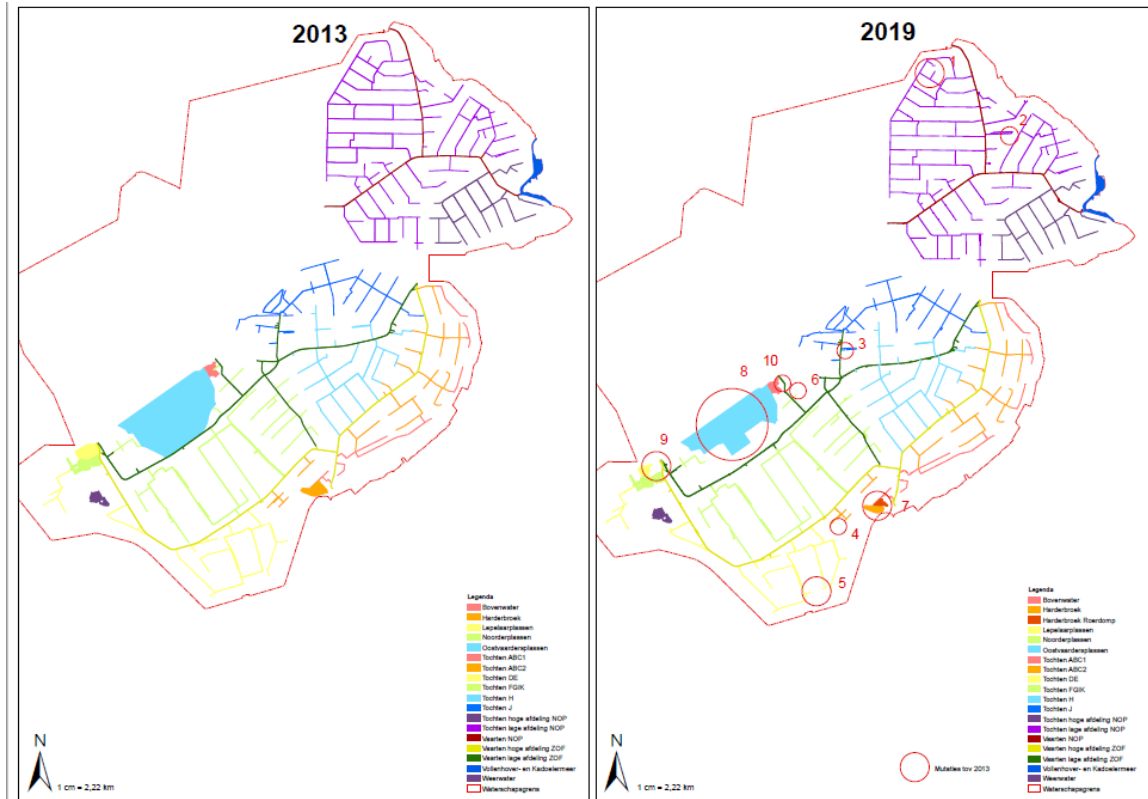 2013
Legenda
Bovenwater
Harderbroek
Lepelaarplassen
Noorderplassen
Oostvaardersplassen
Tochten ABC1
Tochten ABC2
Tochten DE
Tochten FGIK
Tochten H
Tochten J
Tochten hoge afdeling NOP
Tochten lage afdeling NOP
Vaarten NOP
Vaarten hoge afdeling ZOF
Vaarten lage afdeling ZOF
Vollenhover- en Kadoelermeer
Weerwater
Waterschapsgrens
N
1 cm = 2,22 km
2019
1
2
3
10
8
6
9
7
4
5
Legenda
Bovenwater
Harderbroek
Harderbroek Roerdomp
Lepelaarplassen
Noorderplassen
Oostvaardersplassen
Tochten ABC1
Tochten ABC2
Tochten DE
Tochten FGIK
Tochten H
Tochten J
Tochten hoge afdeling NOP
Tochten lage afdeling NOP
Vaarten NOP
Vaarten hoge afdeling ZOF
Vaarten lage afdeling ZOF
Vollenhover- en Kadoelermeer
Weerwater
Waterschapsgrens
Mutaties tov 2013
N
1 cm = 2,22 km